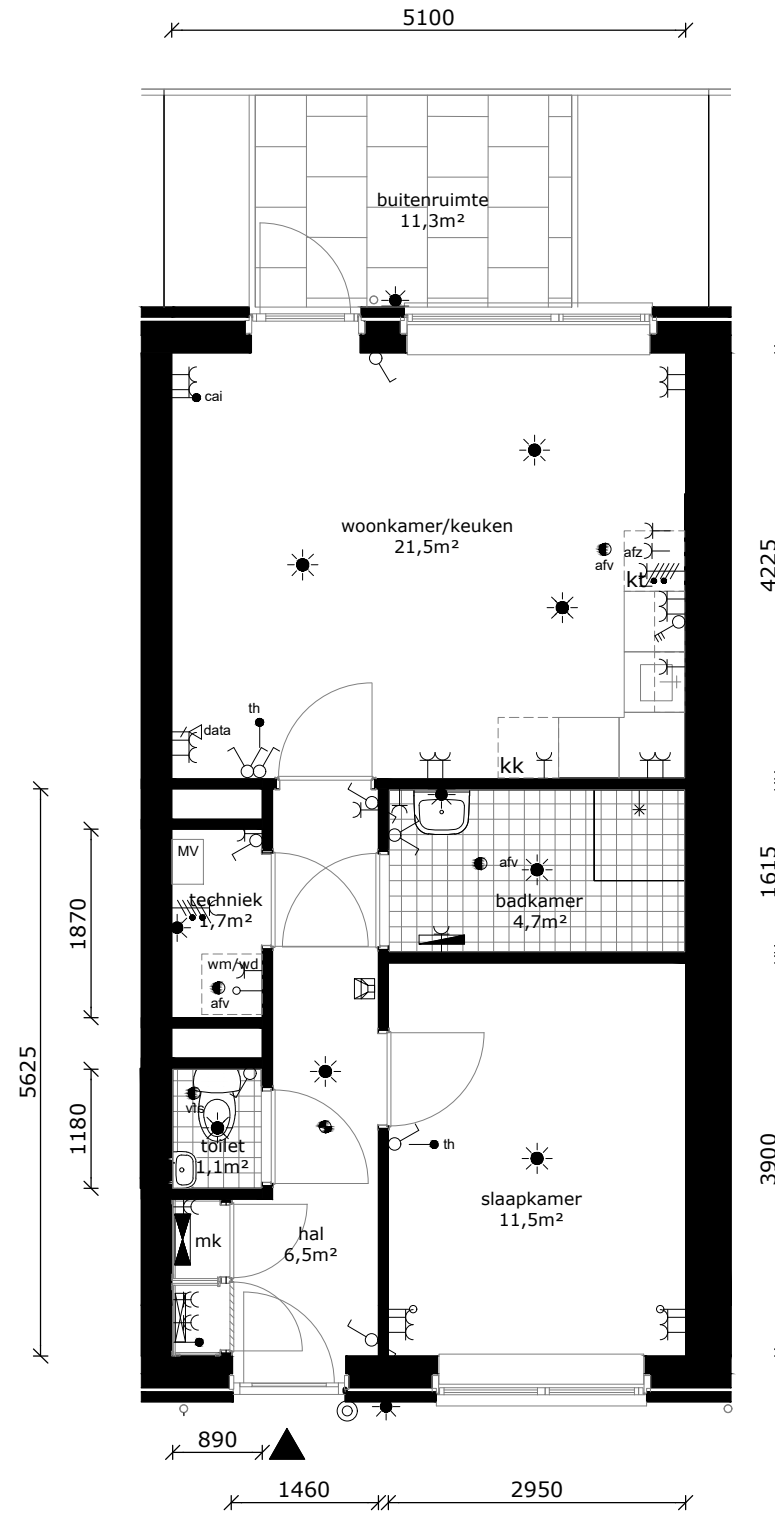 5100
buitenruimte
11,3m²
cai
woonkamer/keuken
21,5m²
afv
afz
kt
4225
th
data
kk
MV
techniek
1,7m²
wm/wd
afv
afv
badkamer
4,7m²
1615
1870
5625
1180
vls
toilet
1,1m²
th
slaapkamer
11,5m²
3900
mk
hal
6,5m²
890
1460
2950